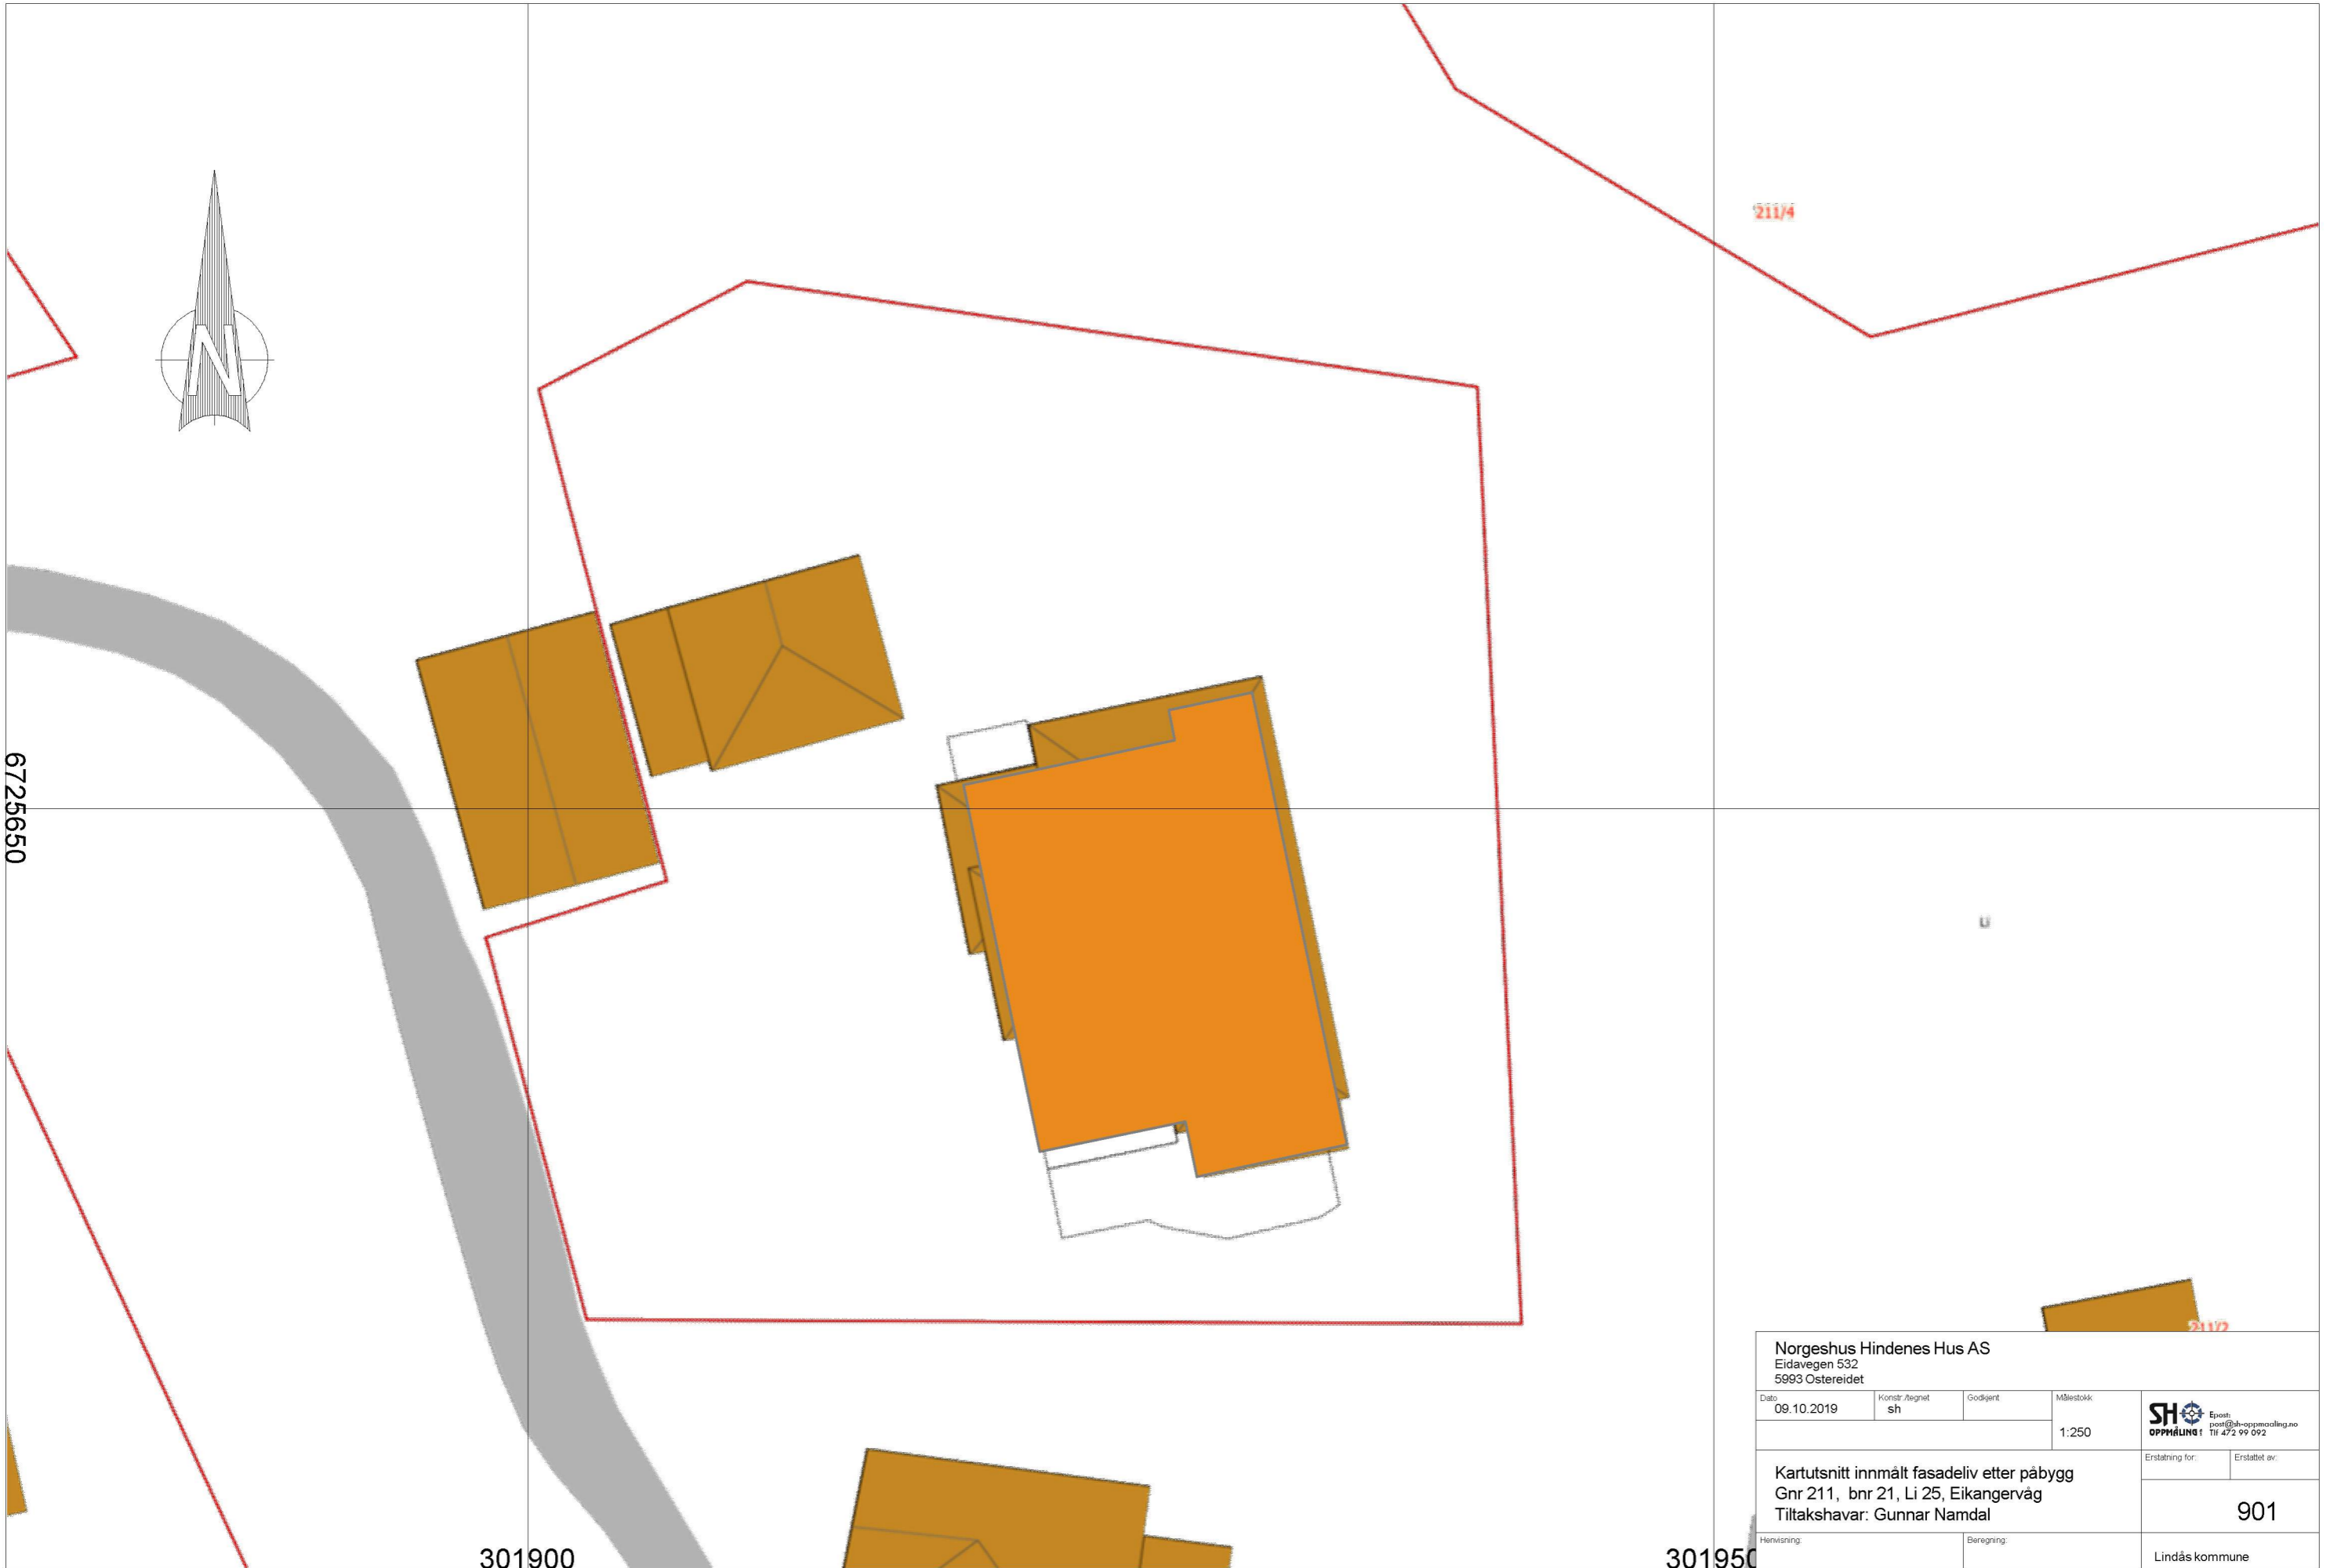 211/4
N
6725650
Li
211/2
301900
301950
Norgeshus Hindenes Hus AS
Eidavegen 532
5993 Ostereidet
Dato
09.10.2019
Konstr./tegnet
sh
Godkjent
Målestokk
1:250
SH
OPPMÅLING
Epost:
post@sh-oppmaaling.no
Tlf 472 99 092
Kartutsnitt innmålt fasadeliv etter påbygg
Gnr 211, bnr 21, Li 25, Eikangervåg
Tiltakshavar: Gunnar Namdal
Erstatning for:
Erstattet av:
901
Henvisning:
Beregning:
Lindås kommune